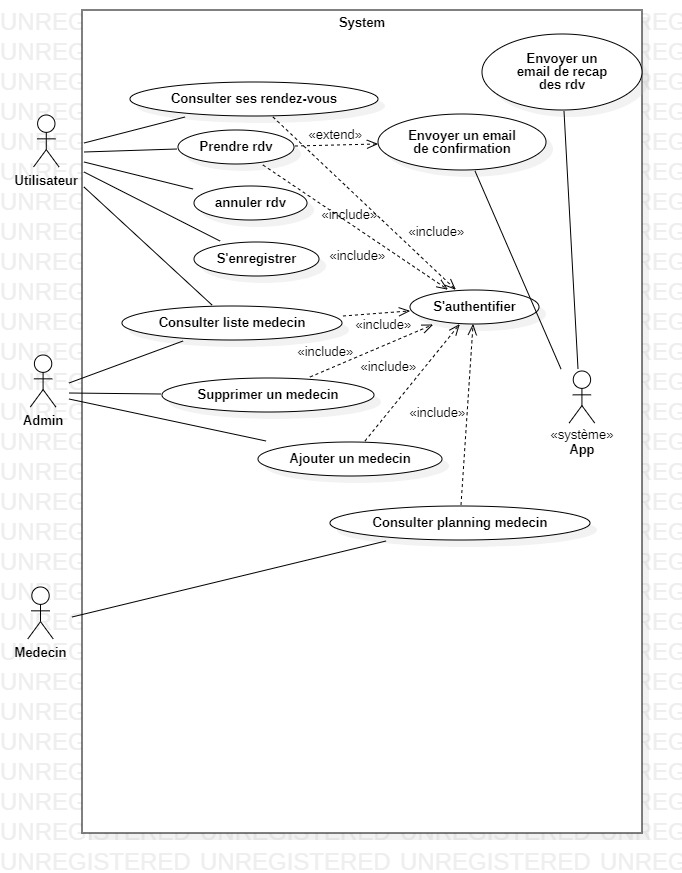 System
Envoyer un
email de recap
des rdv
Consulter ses rendez-vous
«extend»
Prendre rdv
Envoyer un email
de confirmation
Utilisateur
annuler rdv
«include»
«include»
S'enregistrer
«include»
S'authentifier
Consulter liste medecin
«include»
«include»
«include»
Supprimer un medecin
Admin
«include»
«système»
App
Ajouter un medecin
Consulter planning medecin
Medecin
UNREGISTERED UNREGISTERED UNREGISTERED UNREG